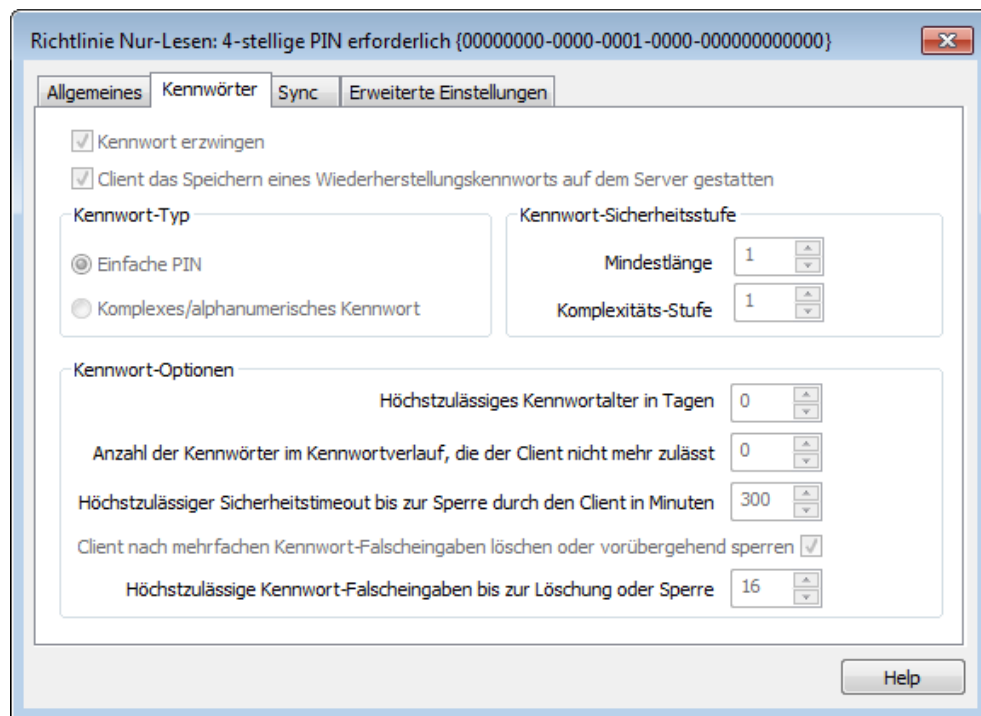 Richtlinie Nur-Lesen: 4-stellige PIN erforderlich {00000000-0000-0001-0000-000000000000}
Allgemeines Kennwörter Sync Erweiterte Einstellungen
Kennwort erzwingen
Client das Speichern eines Wiederherstellungskennworts auf dem Server gestatten
Kennwort-Typ
Einfache PIN
Komplexes/alphanumerisches Kennwort
Kennwort-Sicherheitsstufe
Mindestlänge 1
Komplexitäts-Stufe 1
Kennwort-Optionen
Höchstzulässiges Kennwortalter in Tagen 0
Anzahl der Kennwörter im Kennwortverlauf, die der Client nicht mehr zulässt 0
Höchstzulässiger Sicherheitstimeout bis zur Sperre durch den Client in Minuten 300
Client nach mehrfachen Kennwort-Falscheingaben löschen oder vorübergehend sperren
Höchstzulässige Kennwort-Falscheingaben bis zur Löschung oder Sperre 16
Help